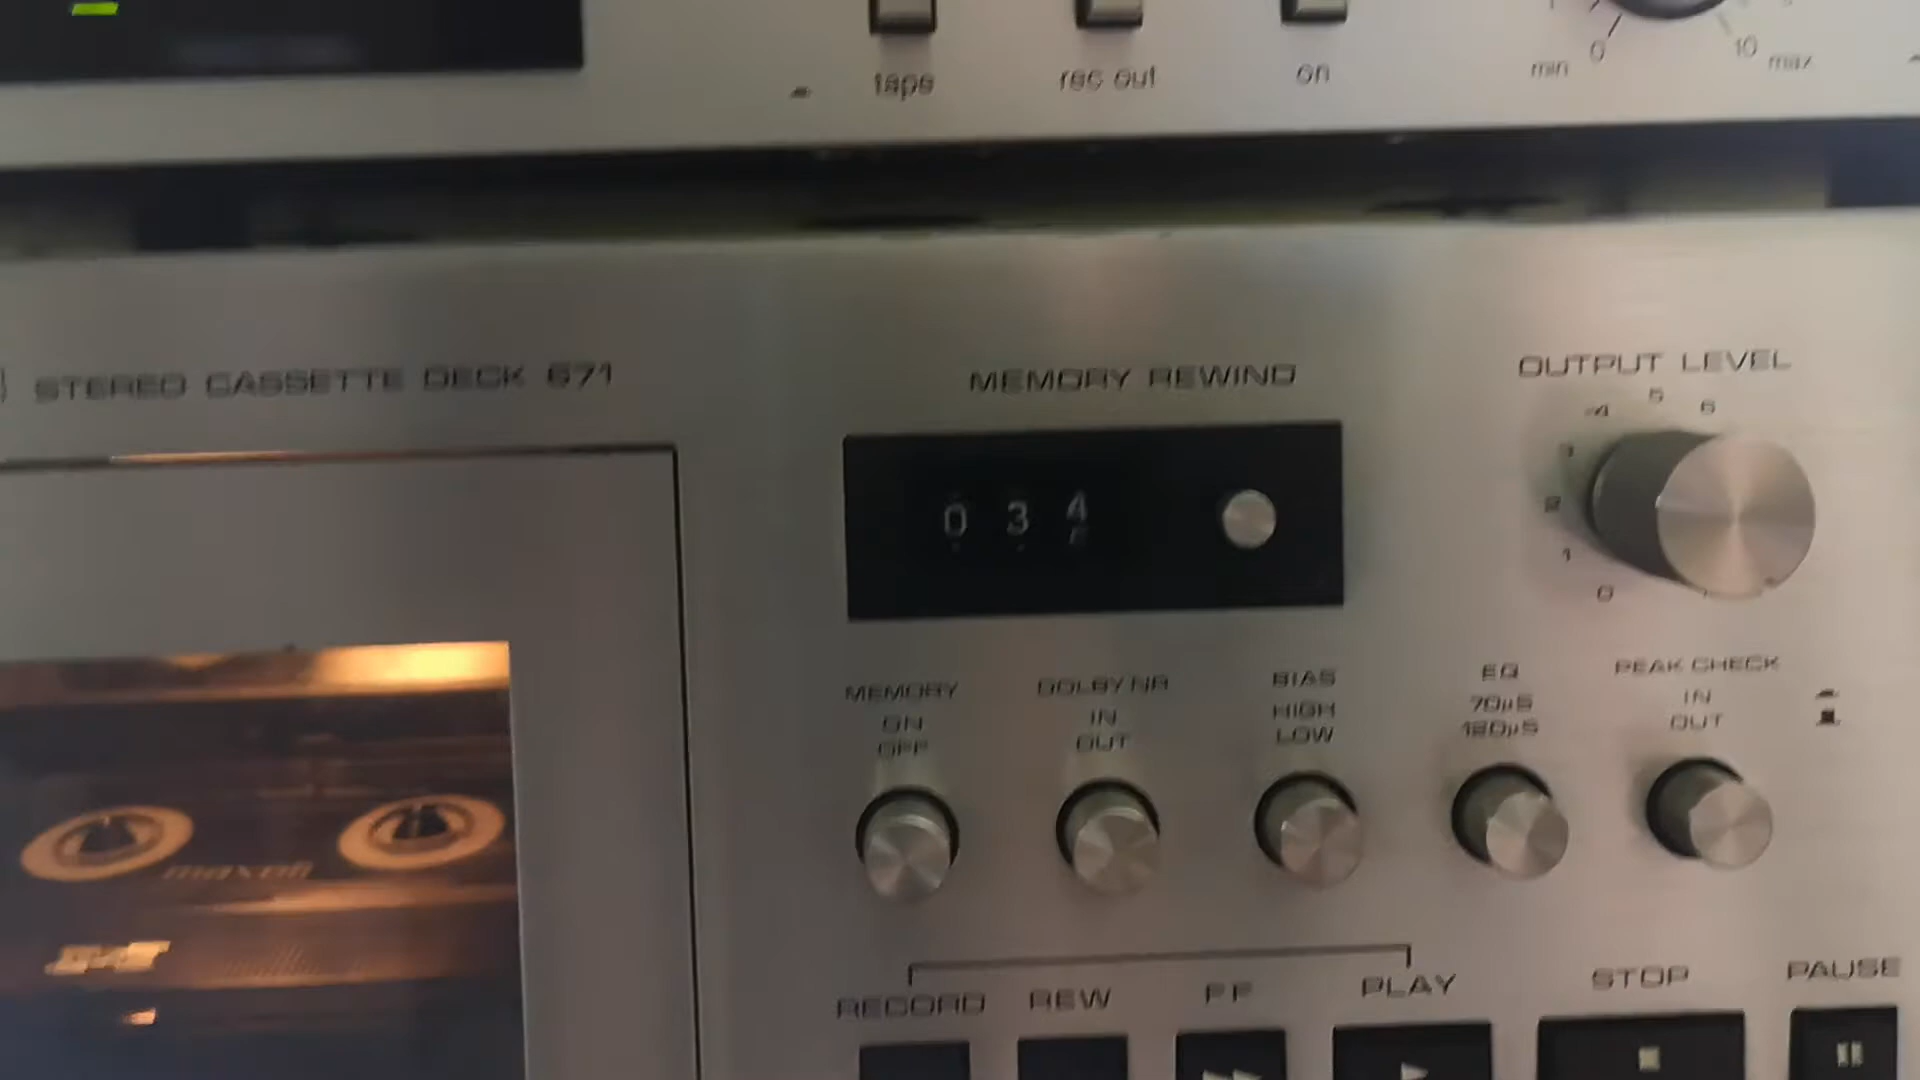 tape rec out on min 0 10 max
STEREO CASSETTE DECK 671
MEMORY REWIND
OUTPUT LEVEL
4 5 6
3
2
1
0
0 3 4
MEMORY
ON
OFF
DOLBY NR
IN
OUT
BIAS
HIGH
LOW
EQ
70µS
120µS
PEAK CHECK
IN
OUT
maxell
RECORD REW FF PLAY STOP PAUSE